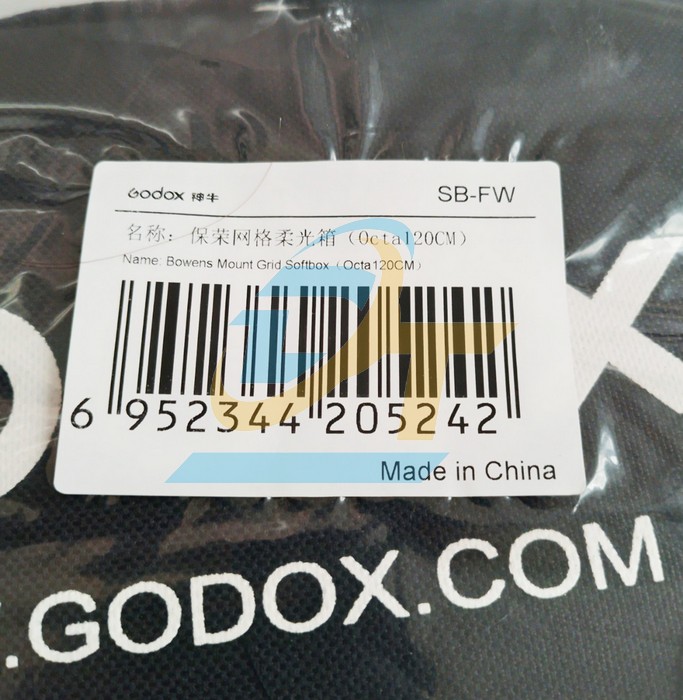 Godox 神牛
SB-FW
名称：保荣网格柔光箱（Octa120CM）
Name: Bowens Mount Grid Softbox（Octa120CM）
6 952344 205242
Made in China
X
.GODOX.COM